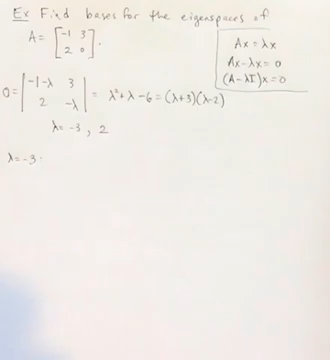 Ex Find bases for the eigenspaces of
A = [-1 3
2 0].
Ax = λx
Ax - λx = 0
(A - λI)x = 0
0 = |-1-λ 3
2 -λ| = λ² + λ - 6 = (λ+3)(λ-2)
λ = -3, 2
λ = -3: